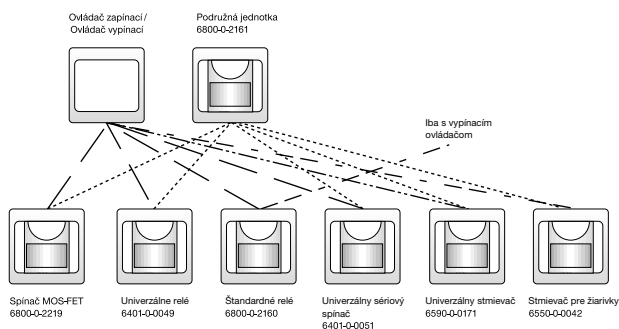 Ovládač zapínací /
Ovládač vypínací
Podružná jednotka
6800-0-2161
Iba s vypínacím
ovládačom
Spínač MOS-FET
6800-0-2219
Univerzálne relé
6401-0-0049
Štandardné relé
6800-0-2160
Univerzálny sériový
spínač
6401-0-0051
Univerzálny stmievač
6590-0-0171
Stmievač pre žiarivky
6550-0-0042